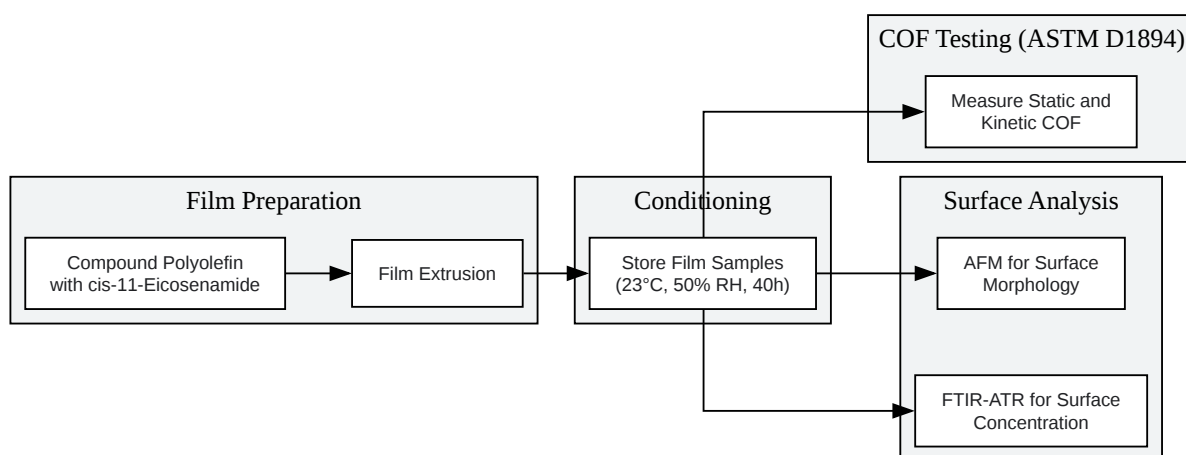 COF Testing (ASTM D1894)
Measure Static and
Kinetic COF
Film Preparation
Compound Polyolefin
with cis-11-Eicosenamide
Film Extrusion
Conditioning
Store Film Samples
(23°C, 50% RH, 40h)
Surface Analysis
AFM for Surface
Morphology
FTIR-ATR for Surface
Concentration